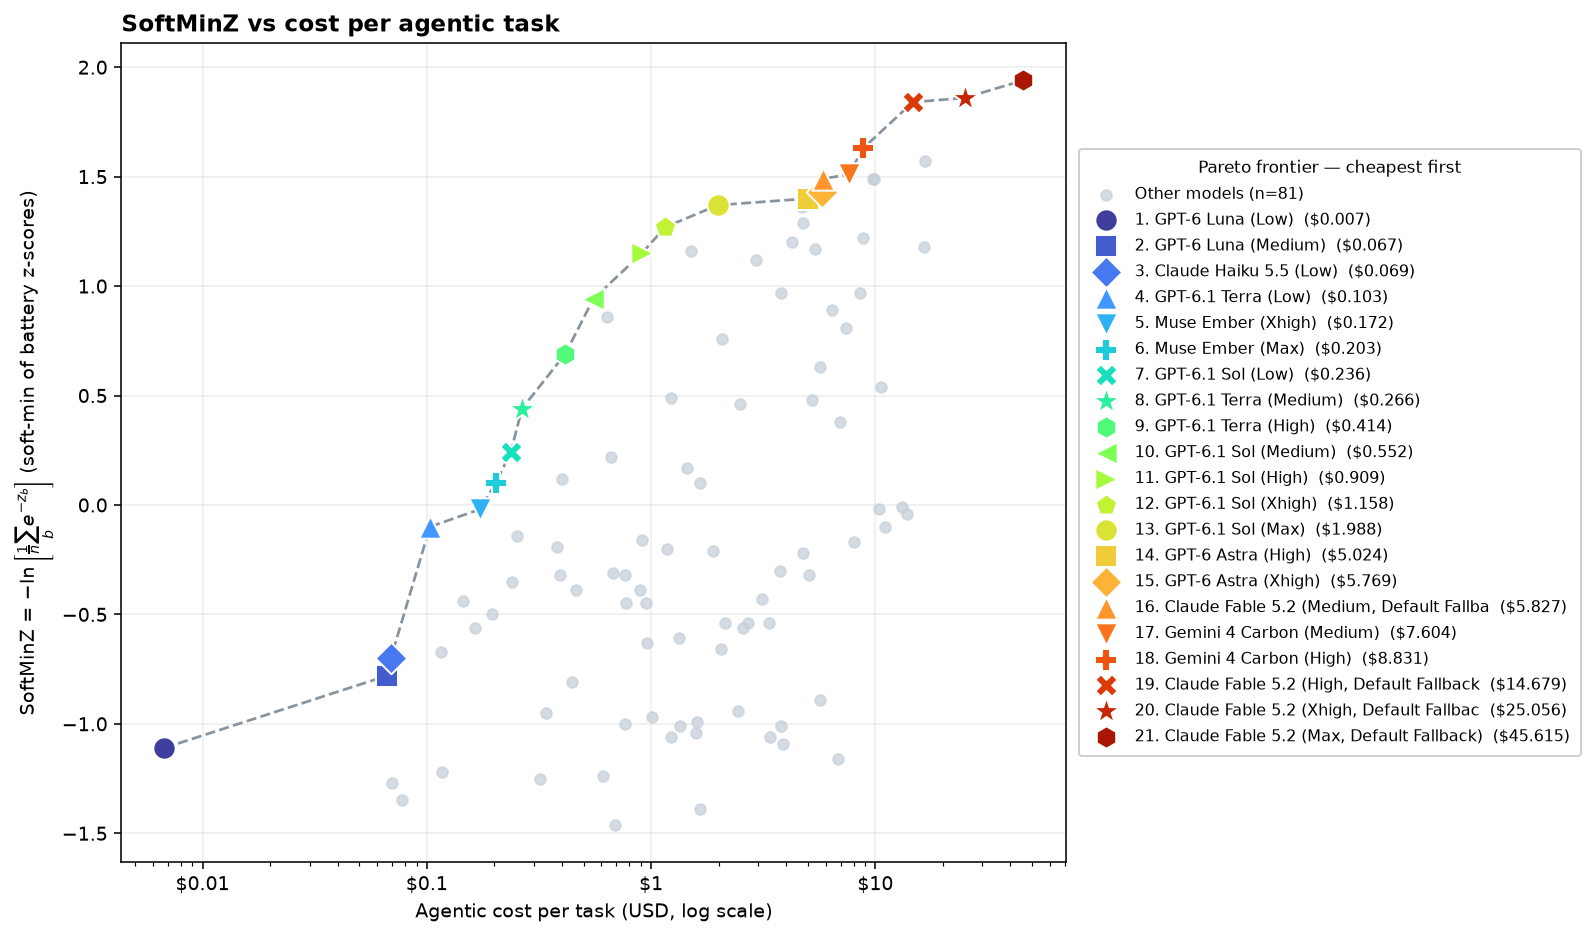 SoftMinZ vs cost per agentic task
SoftMinZ = −ln [1/n ∑_b e^{−z_b}] (soft-min of battery z-scores)
2.0
1.5
1.0
0.5
0.0
−0.5
−1.0
−1.5
$0.01
$0.1
$1
$10
Agentic cost per task (USD, log scale)
Pareto frontier — cheapest first
Other models (n=81)
1. GPT-6 Luna (Low) ($0.007)
2. GPT-6 Luna (Medium) ($0.067)
3. Claude Haiku 5.5 (Low) ($0.069)
4. GPT-6.1 Terra (Low) ($0.103)
5. Muse Ember (Xhigh) ($0.172)
6. Muse Ember (Max) ($0.203)
7. GPT-6.1 Sol (Low) ($0.236)
8. GPT-6.1 Terra (Medium) ($0.266)
9. GPT-6.1 Terra (High) ($0.414)
10. GPT-6.1 Sol (Medium) ($0.552)
11. GPT-6.1 Sol (High) ($0.909)
12. GPT-6.1 Sol (Xhigh) ($1.158)
13. GPT-6.1 Sol (Max) ($1.988)
14. GPT-6 Astra (High) ($5.024)
15. GPT-6 Astra (Xhigh) ($5.769)
16. Claude Fable 5.2 (Medium, Default Fallba ($5.827)
17. Gemini 4 Carbon (Medium) ($7.604)
18. Gemini 4 Carbon (High) ($8.831)
19. Claude Fable 5.2 (High, Default Fallback ($14.679)
20. Claude Fable 5.2 (Xhigh, Default Fallbac ($25.056)
21. Claude Fable 5.2 (Max, Default Fallback) ($45.615)